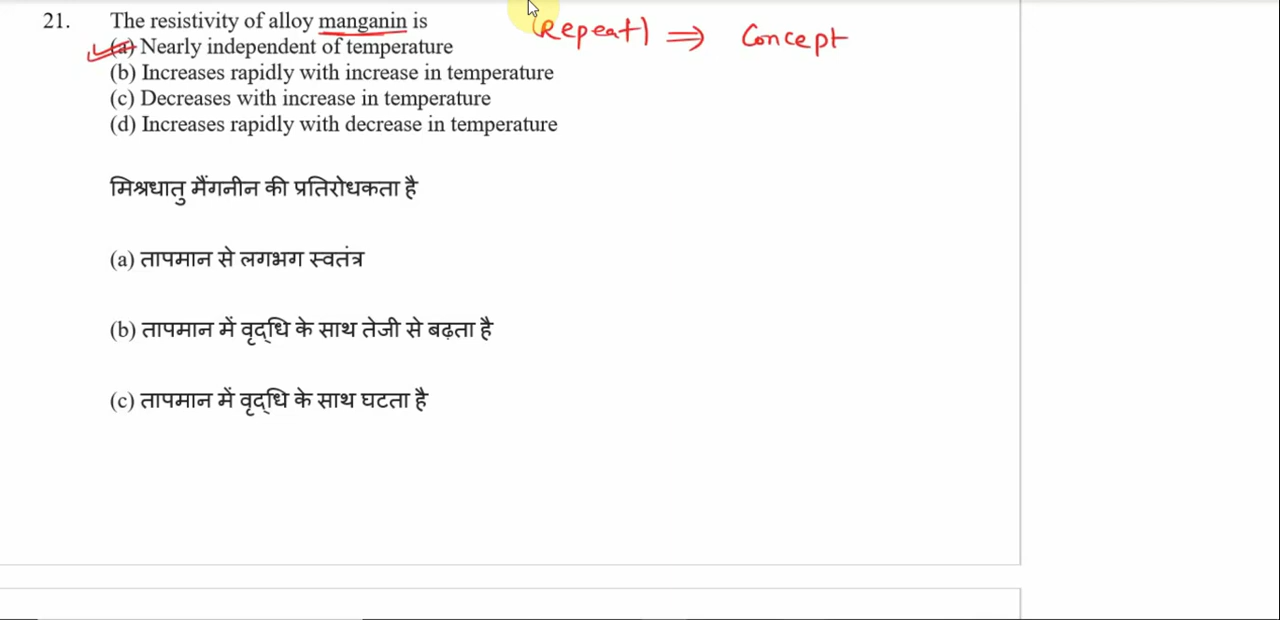 21. The resistivity of alloy manganin is
(Repeat) ⇒ Concept
(a) Nearly independent of temperature
(b) Increases rapidly with increase in temperature
(c) Decreases with increase in temperature
(d) Increases rapidly with decrease in temperature
मिश्रधातु मैंगनीन की प्रतिरोधकता है
(a) तापमान से लगभग स्वतंत्र
(b) तापमान में वृद्धि के साथ तेजी से बढ़ता है
(c) तापमान में वृद्धि के साथ घटता है